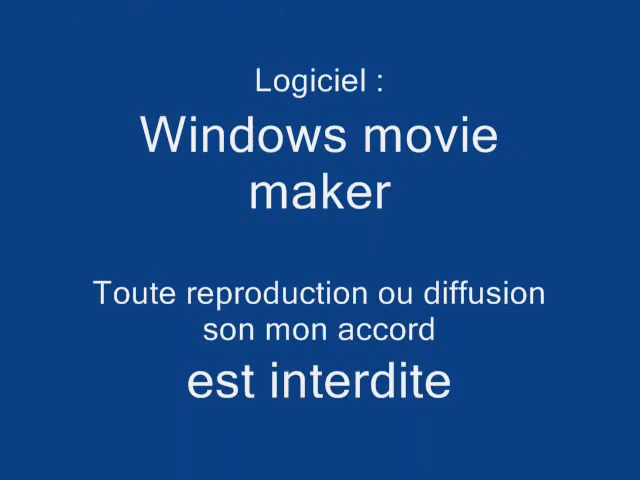 Logiciel :
Windows movie
maker
Toute reproduction ou diffusion
son mon accord
est interdite